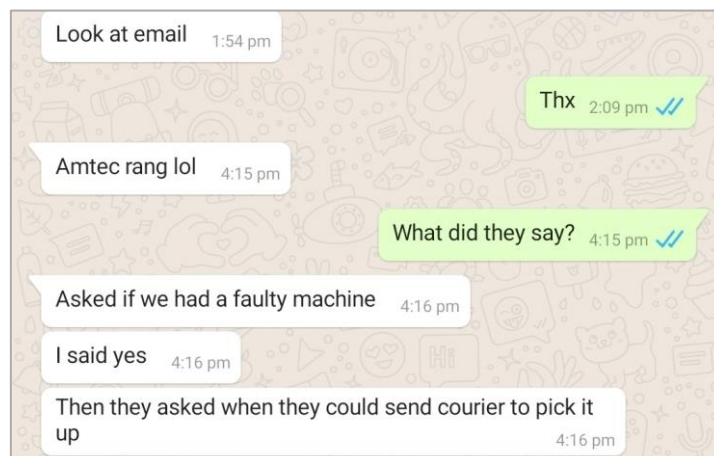 Look at email 1:54 pm
Thx 2:09 pm
Amtec rang lol 4:15 pm
What did they say? 4:15 pm
Asked if we had a faulty machine 4:16 pm
I said yes 4:16 pm
Hi
Then they asked when they could send courier to pick it
up 4:16 pm